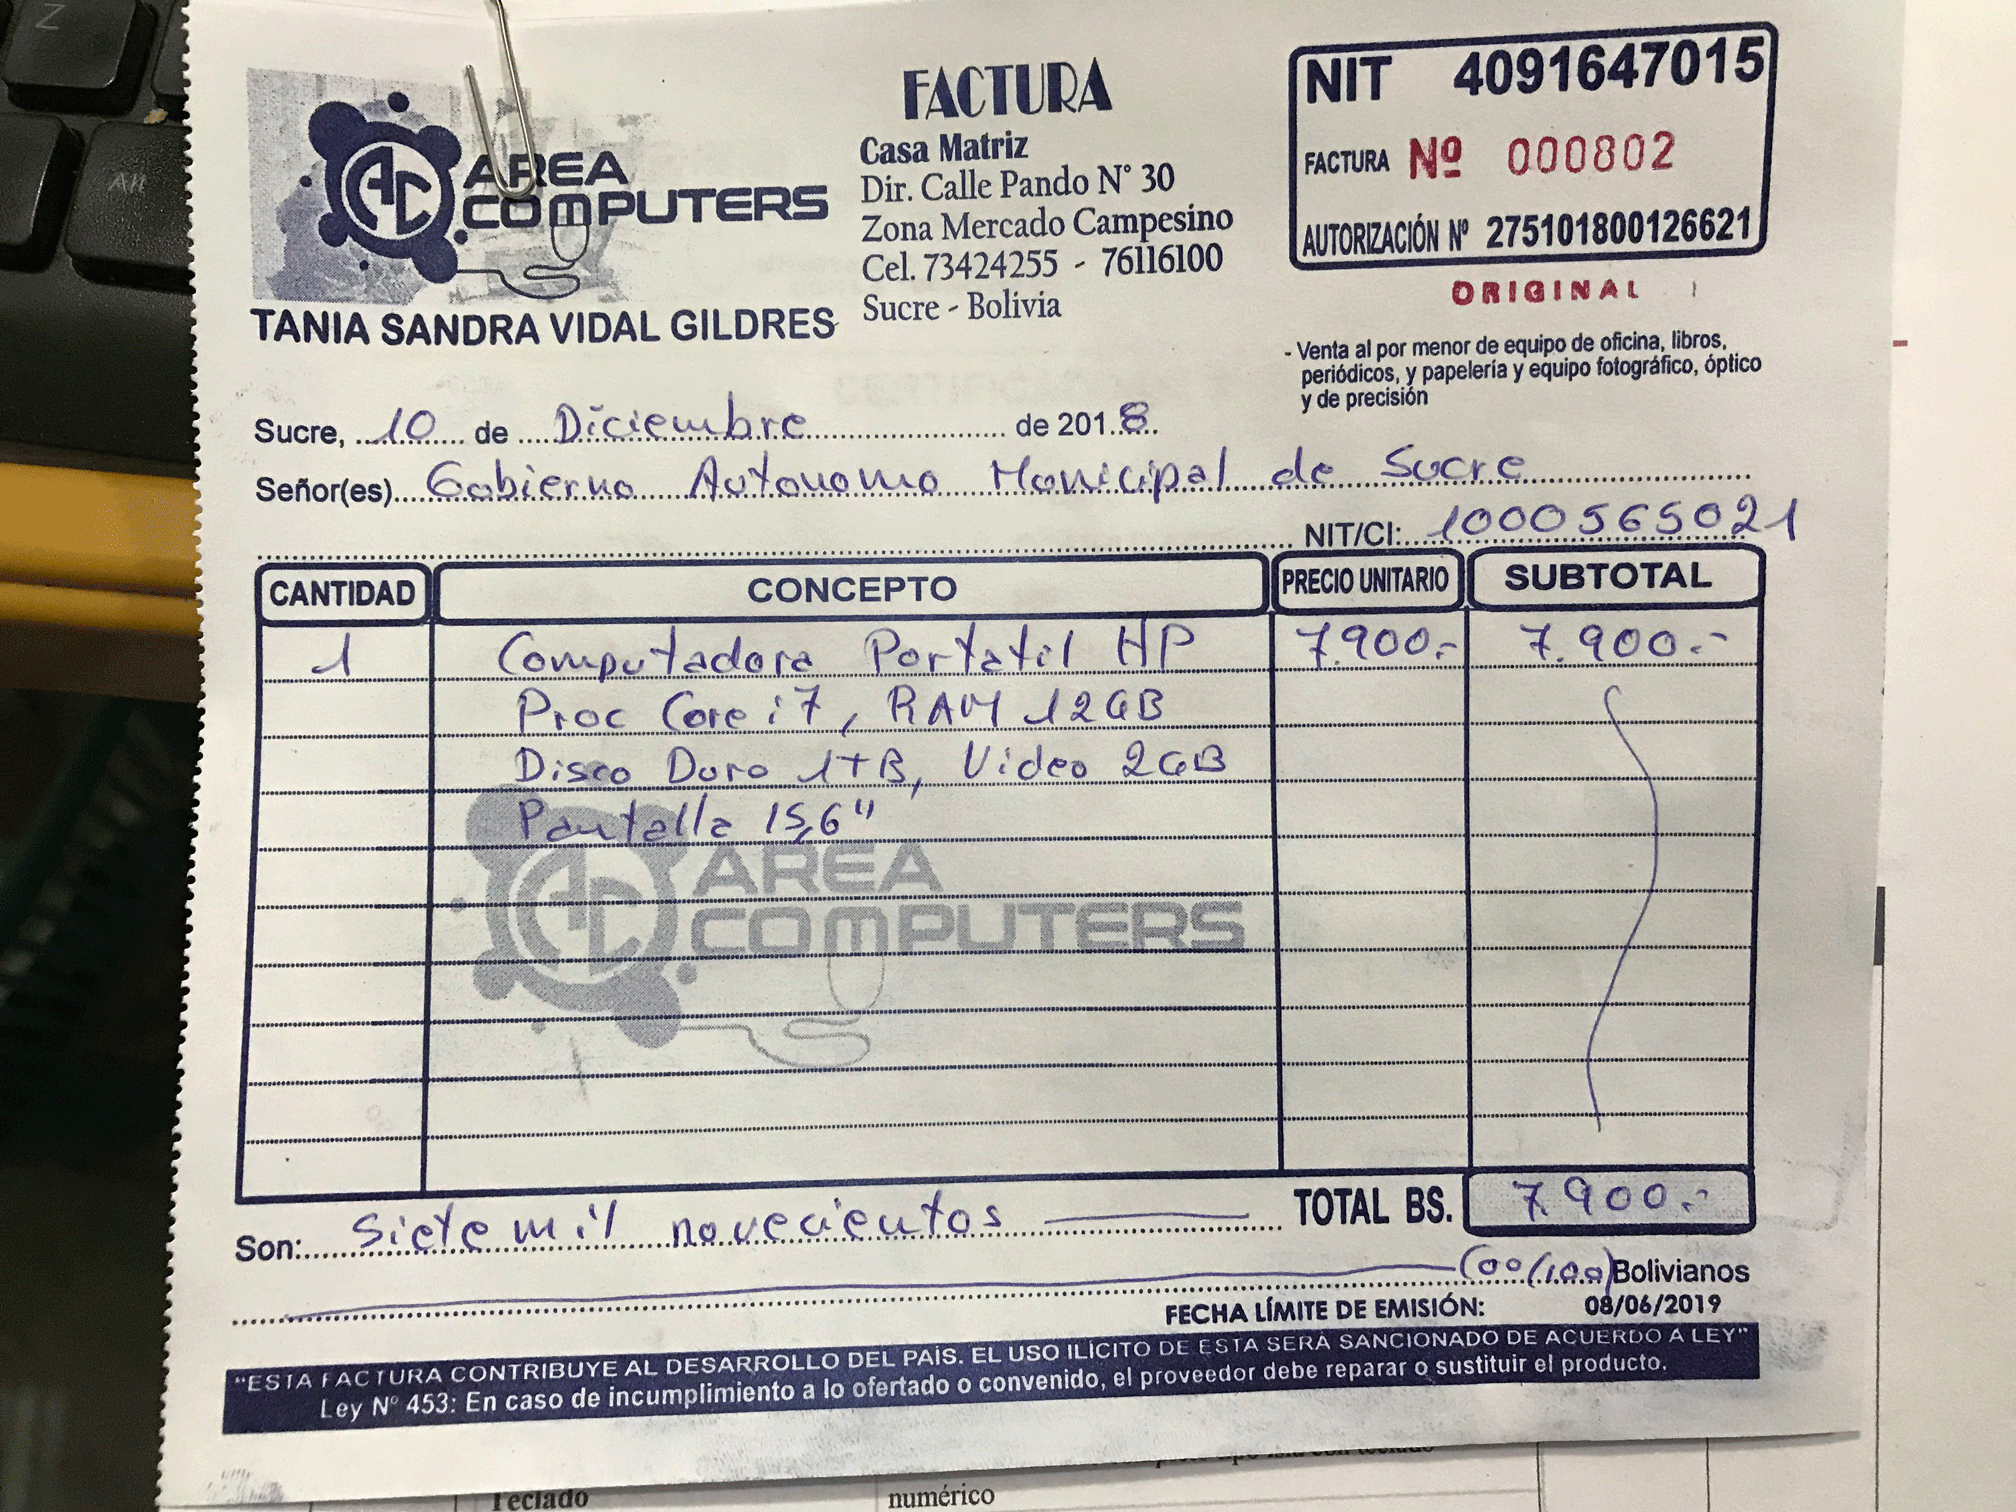 Z
Alt
FACTURA
AREA
COMPUTERS
AC
TANIA SANDRA VIDAL GILDRES
Casa Matriz
Dir. Calle Pando N° 30
Zona Mercado Campesino
Cel. 73424255 - 76116100
Sucre - Bolivia
NIT 4091647015
FACTURA Nº 000802
AUTORIZACIÓN Nº 275101800126621
ORIGINAL
- Venta al por menor de equipo de oficina, libros,
periódicos, y papelería y equipo fotográfico, óptico
y de precisión
Sucre, 10 de Diciembre de 2018
Señor(es) Gobierno Autonomo Municipal de Sucre
NIT/CI: 1000565021
CANTIDAD CONCEPTO PRECIO UNITARIO SUBTOTAL
1 Computadora Portatil HP 7.900.- 7.900.-
Proc Core i7, RAM 12GB
Disco Duro 1TB, Video 2GB
Pantalla 15,6"
AREA
COMPUTERS
AC
Son: Siete mil novecientos TOTAL BS. 7.900.-
(00/100) Bolivianos
FECHA LÍMITE DE EMISIÓN: 08/06/2019
"ESTA FACTURA CONTRIBUYE AL DESARROLLO DEL PAÍS. EL USO ILÍCITO DE ESTA SERÁ SANCIONADO DE ACUERDO A LEY"
Ley Nº 453: En caso de incumplimiento a lo ofertado o convenido, el proveedor debe reparar o sustituir el producto.
Teclado numérico